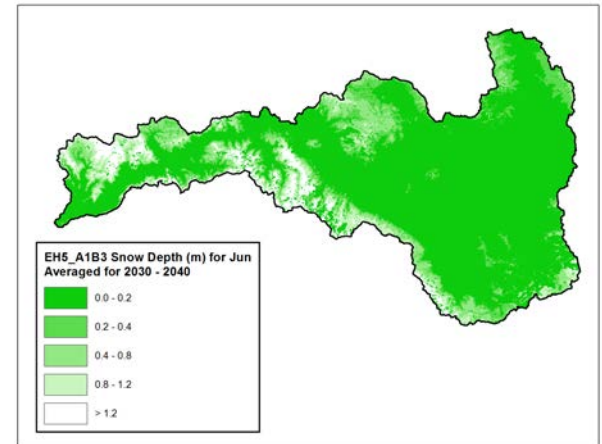 EH5_A1B3 Snow Depth (m) for Jun
Averaged for 2030 - 2040
0.0 - 0.2
0.2 - 0.4
0.4 - 0.8
0.8 - 1.2
> 1.2